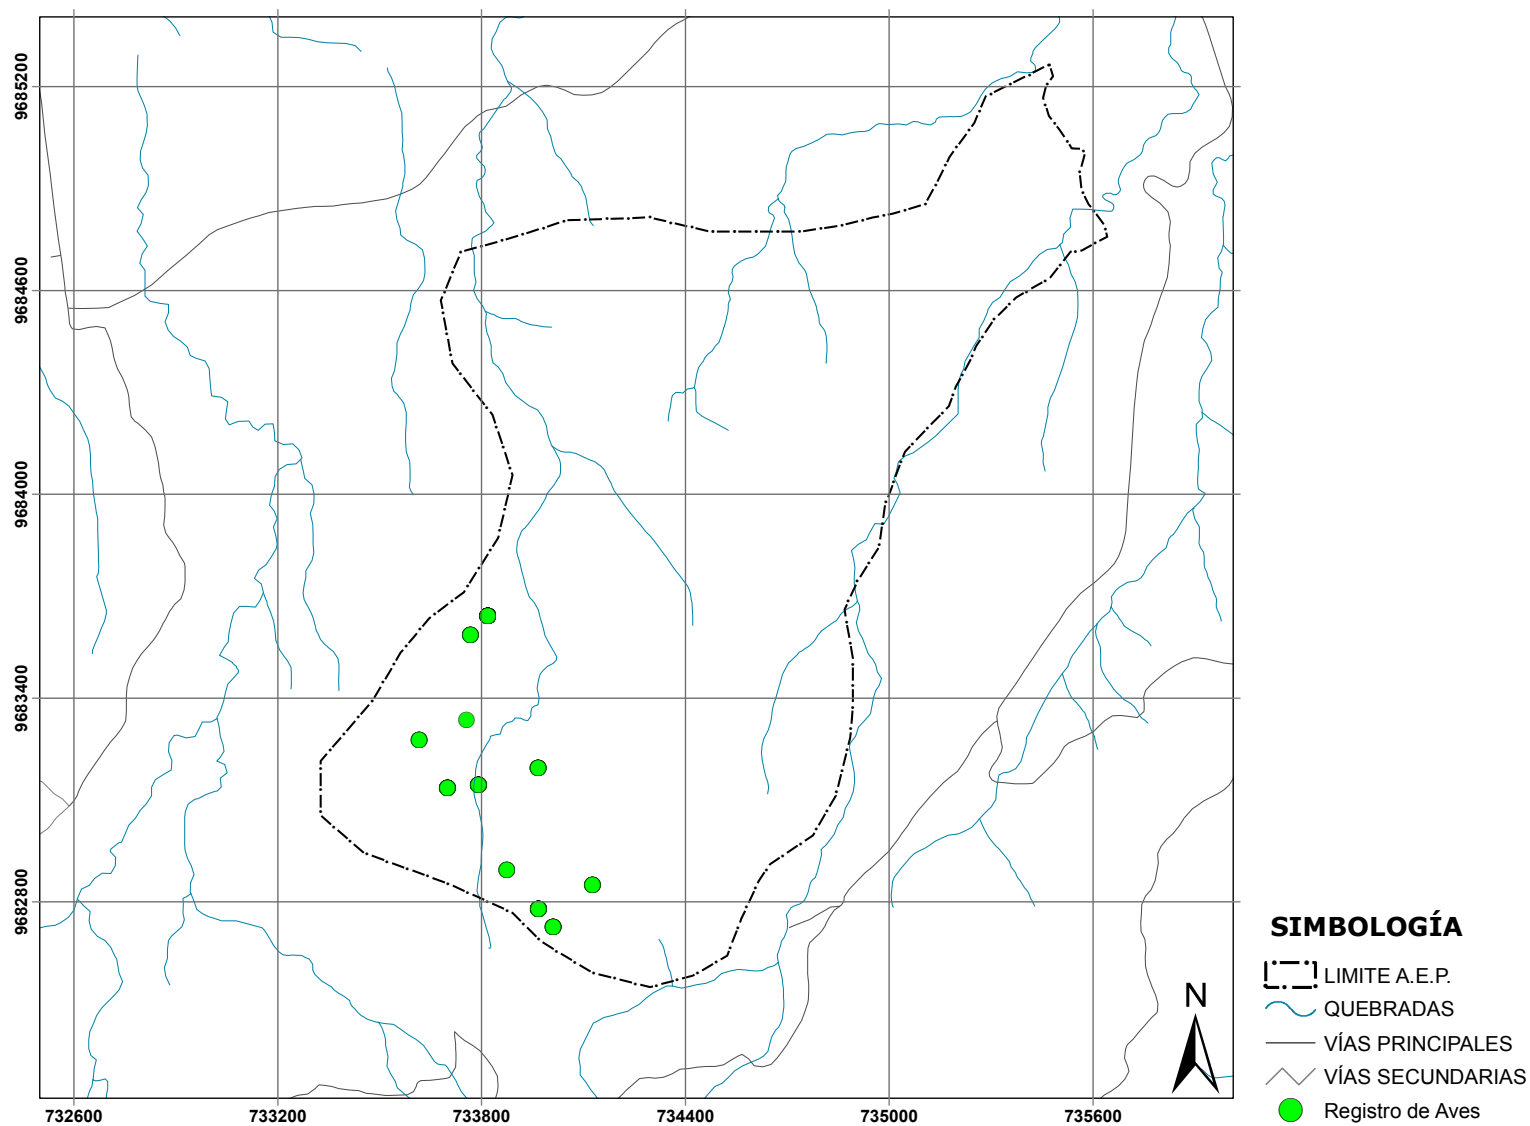 9685200
9684600
9684000
9683400
9682800
732600 733200 733800 734400 735000 735600
N
SIMBOLOGÍA
LIMITE A.E.P.
QUEBRADAS
VÍAS PRINCIPALES
VÍAS SECUNDARIAS
Registro de Aves